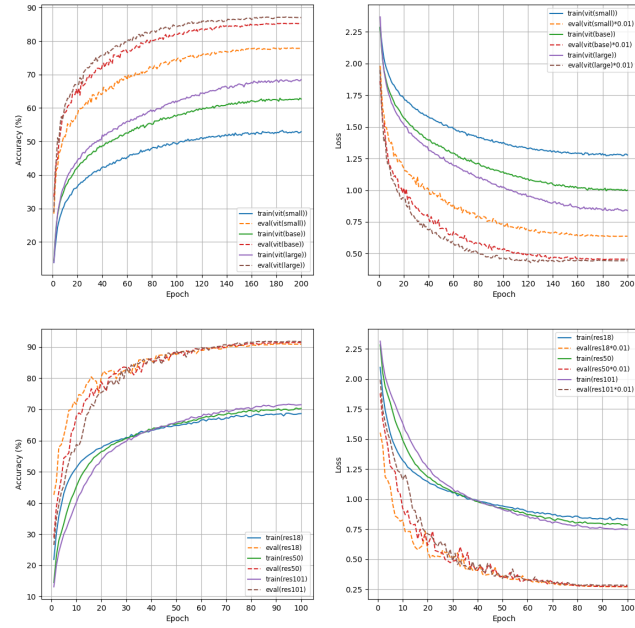 90
80
70
60
50
40
30
20
Accuracy (%)
train(vit(small))
eval(vit(small))
train(vit(base))
eval(vit(base))
train(vit(large))
eval(vit(large))
0 20 40 60 80 100 120 140 160 180 200
Epoch
2.25
2.00
1.75
1.50
1.25
1.00
0.75
0.50
Loss
train(vit(small))
eval(vit(small)*0.01)
train(vit(base))
eval(vit(base)*0.01)
train(vit(large))
eval(vit(large)*0.01)
0 20 40 60 80 100 120 140 160 180 200
Epoch
90
80
70
60
50
40
30
20
10
Accuracy (%)
train(res18)
eval(res18)
train(res50)
eval(res50)
train(res101)
eval(res101)
0 10 20 30 40 50 60 70 80 90 100
Epoch
2.25
2.00
1.75
1.50
1.25
1.00
0.75
0.50
0.25
Loss
train(res18)
eval(res18*0.01)
train(res50)
eval(res50*0.01)
train(res101)
eval(res101*0.01)
0 10 20 30 40 50 60 70 80 90 100
Epoch